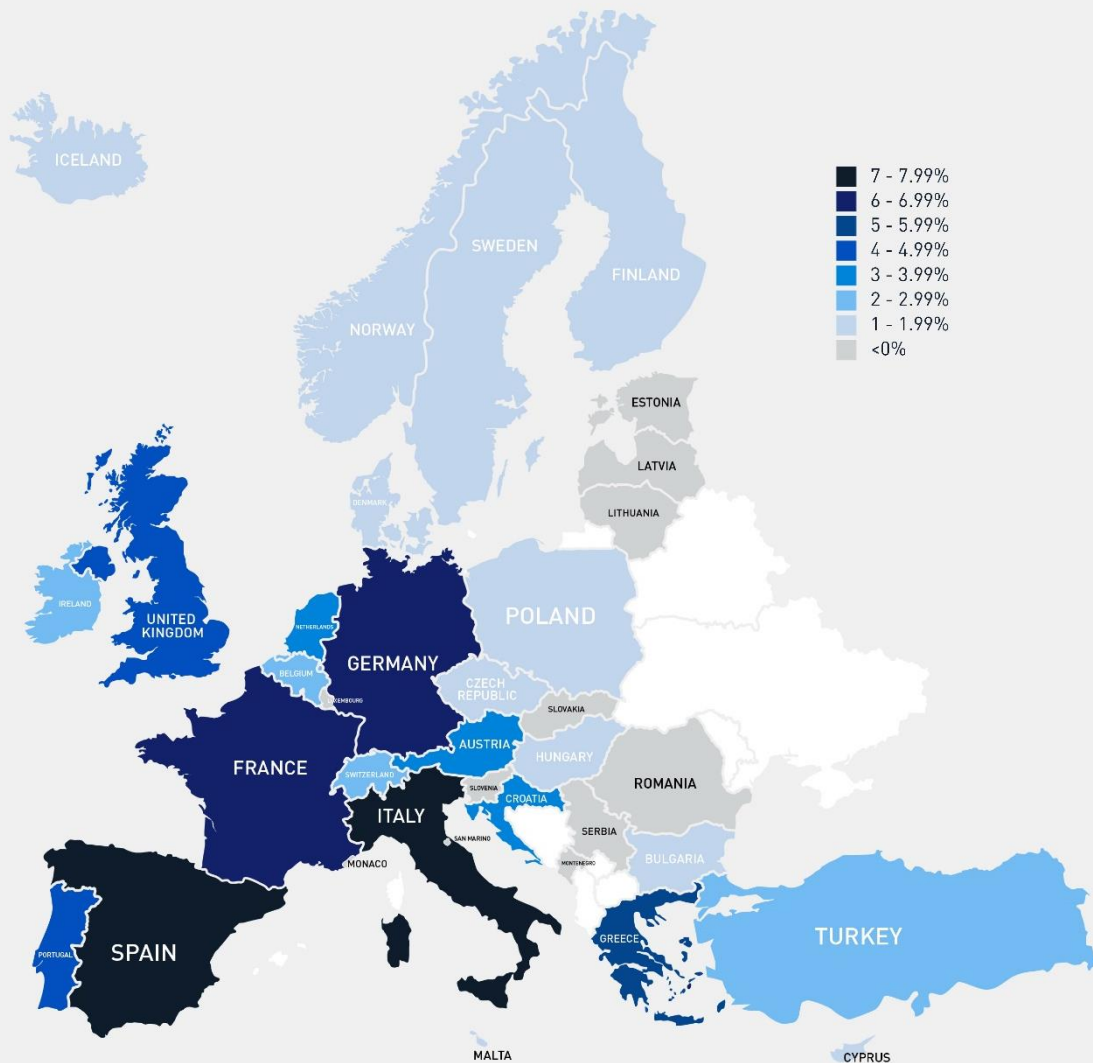 ICELAND
7 - 7.99%
6 - 6.99%
5 - 5.99%
4 - 4.99%
3 - 3.99%
2 - 2.99%
1 - 1.99%
<0%
SWEDEN
FINLAND
NORWAY
ESTONIA
LATVIA
LITHUANIA
DENMARK
IRELAND
UNITED
KINGDOM
NETHERLANDS
POLAND
GERMANY
BELGIUM
LUXEMBOURG
CZECH
REPUBLIC
SLOVAKIA
AUSTRIA
HUNGARY
FRANCE
SWITZERLAND
ROMANIA
SLOVENIA
CROATIA
ITALY
SAN MARINO
SERBIA
MONACO
MONTENEGRO
BULGARIA
SPAIN
PORTUGAL
GREECE
TURKEY
MALTA
CYPRUS